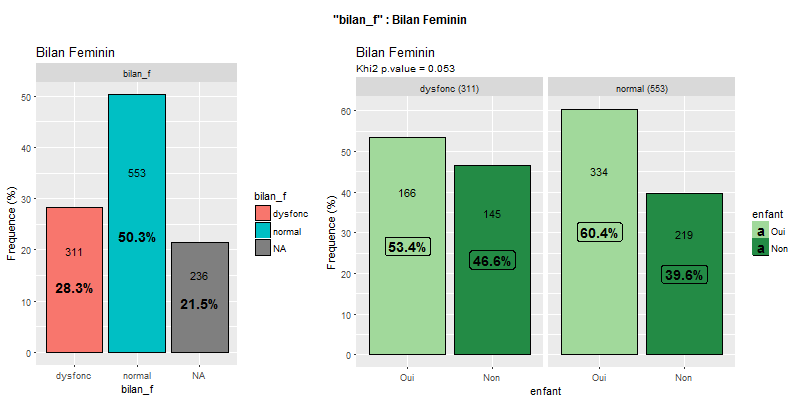 "bilan_f" : Bilan Feminin
Bilan Feminin
bilan_f
50
40
30
20
10
0
Frequence (%)
311
28.3%
553
50.3%
236
21.5%
dysfonc
normal
NA
bilan_f
bilan_f
dysfonc
normal
NA
Bilan Feminin
Khi2 p.value = 0.053
dysfonc (311)
normal (553)
60
50
40
30
20
10
0
Frequence (%)
166
53.4%
145
46.6%
334
60.4%
219
39.6%
Oui
Non
Oui
Non
enfant
enfant
a Oui
a Non